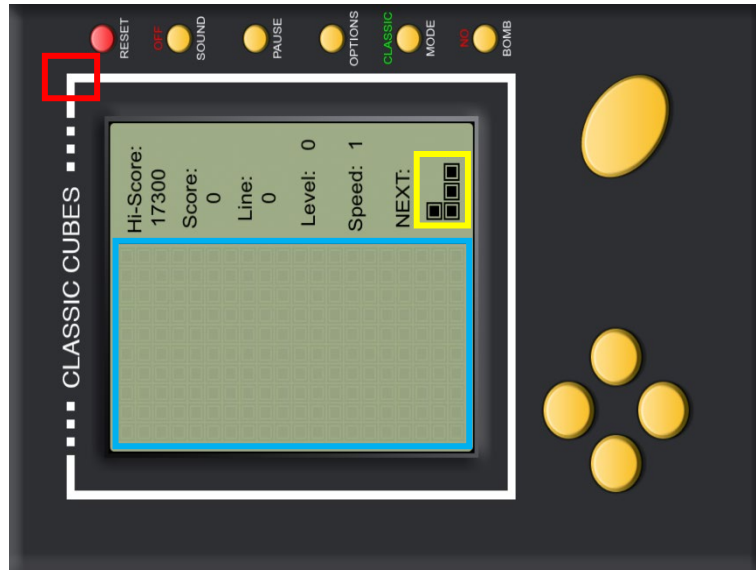 CLASSIC CUBES
Hi-Score:
17300
Score:
0
Line:
0
Level: 0
Speed: 1
NEXT:
RESET
OFF
SOUND
PAUSE
OPTIONS
CLASSIC
MODE
NO
BOMB